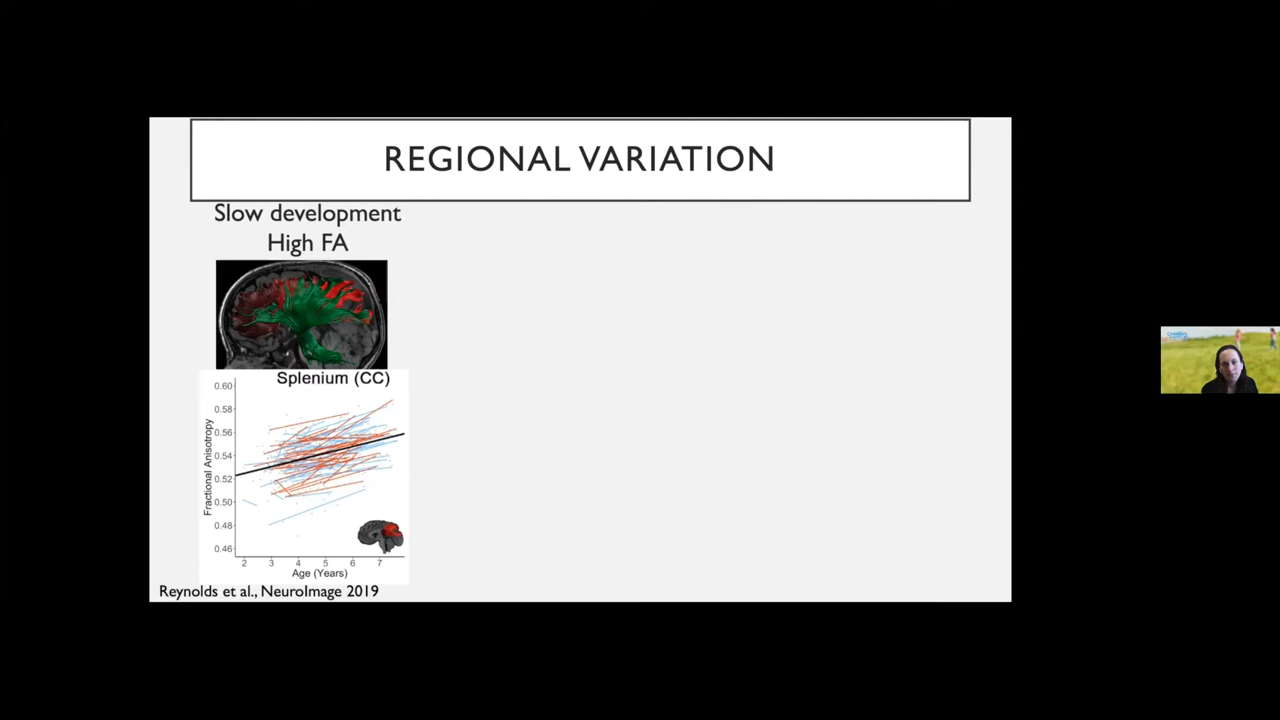 REGIONAL VARIATION
Slow development
High FA
Splenium (CC)
0.60
0.58
0.56
0.54
0.52
0.50
0.48
0.46
Fractional Anisotropy
2 3 4 5 6 7
Age (Years)
Reynolds et al., NeuroImage 2019